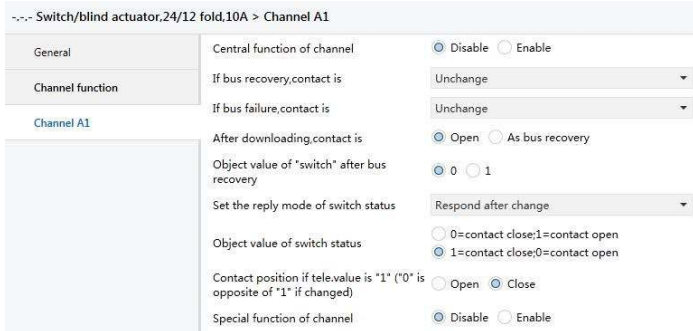 -.-.- Switch/blind actuator,24/12 fold,10A > Channel A1
General
Channel function
Channel A1
Central function of channel Disable Enable
If bus recovery,contact is Unchange
If bus failure,contact is Unchange
After downloading,contact is Open As bus recovery
Object value of "switch" after bus
recovery 0 1
Set the reply mode of switch status Respond after change
Object value of switch status
0=contact close;1=contact open
1=contact close;0=contact open
Contact position if tele.value is "1" ("0" is
opposite of "1" if changed) Open Close
Special function of channel Disable Enable